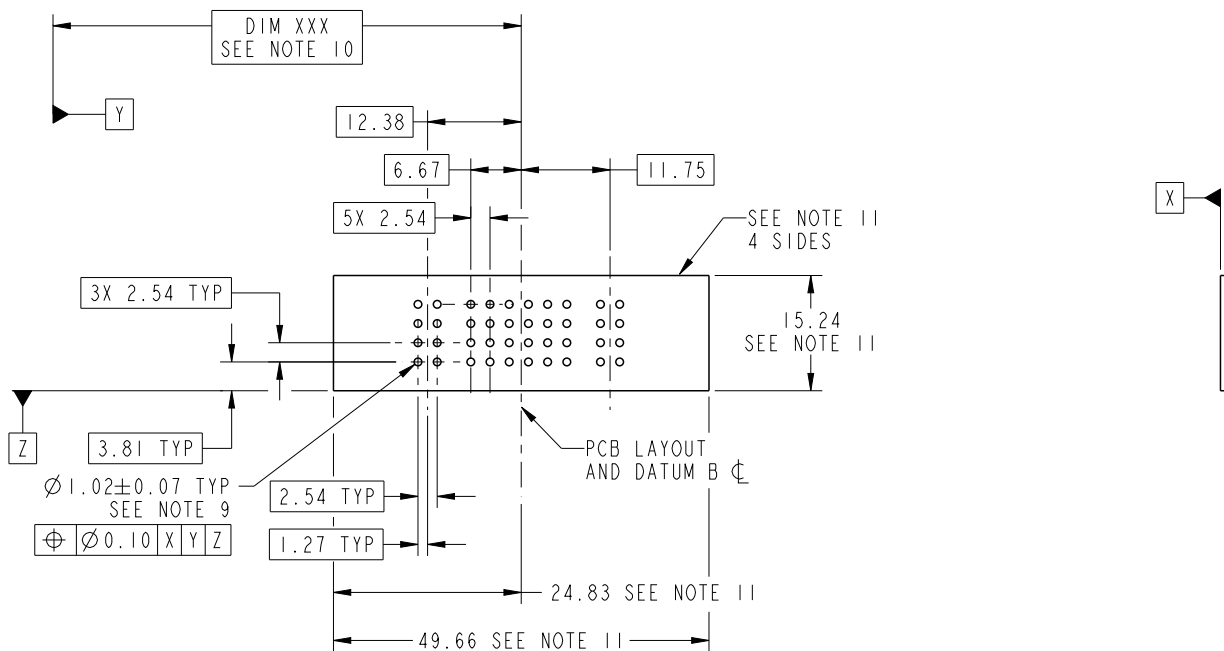 DIM XXX
SEE NOTE 10
Y
12.38
6.67
11.75
X
5X 2.54
SEE NOTE 11
4 SIDES
3X 2.54 TYP
15.24
SEE NOTE 11
Z
3.81 TYP
PCB LAYOUT
AND DATUM B ℄
Ø1.02±0.07 TYP
SEE NOTE 9
2.54 TYP
⌖ Ø0.10 X Y Z
1.27 TYP
24.83 SEE NOTE 11
49.66 SEE NOTE 11